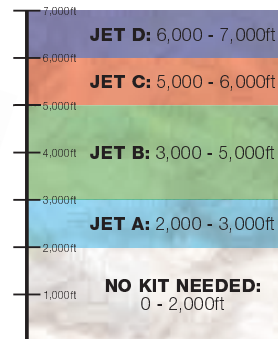 7,000ft
JET D: 6,000 - 7,000ft
6,000ft
JET C: 5,000 - 6,000ft
5,000ft
4,000ft JET B: 3,000 - 5,000ft
3,000ft
JET A: 2,000 - 3,000ft
2,000ft
NO KIT NEEDED:
1,000ft
0 - 2,000ft